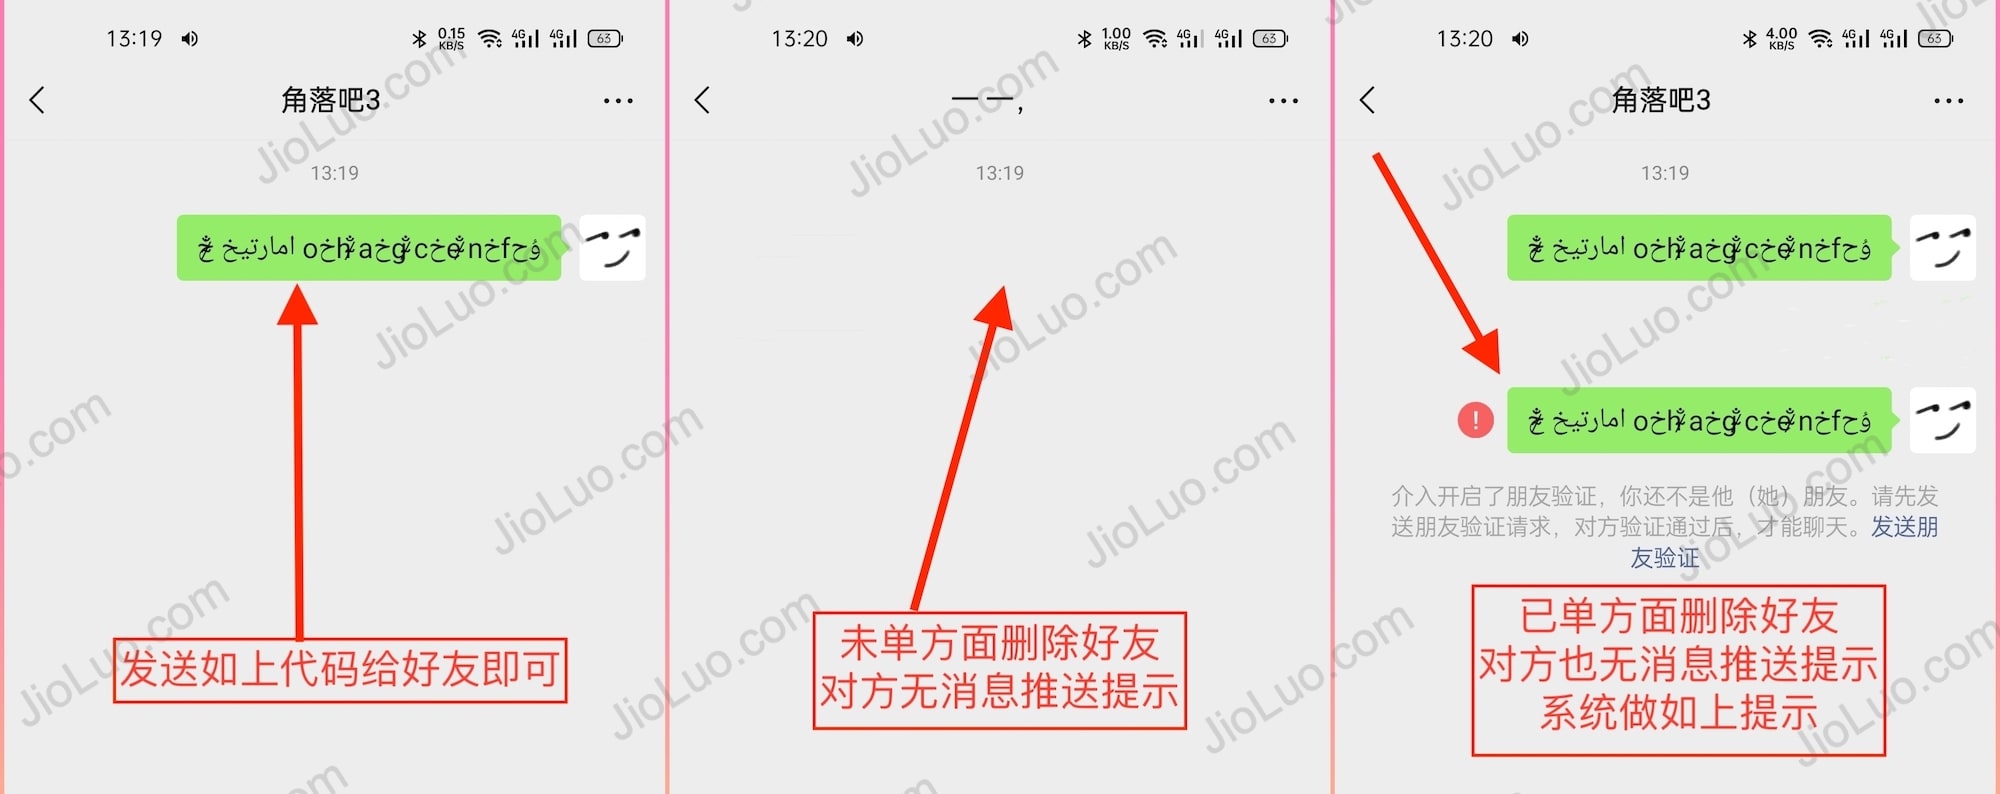 13:19
0.15
KB/S
4G
4G
63
角落吧3
13:19
发送如上代码给好友即可
13:20
1.00
KB/S
4G
4G
63
一 一,
13:19
未单方面删除好友
对方无消息推送提示
13:20
4.00
KB/S
4G
4G
63
角落吧3
13:19
介入开启了朋友验证，你还不是他（她）朋友。请先发
送朋友验证请求，对方验证通过后，才能聊天。发送朋
友验证
已单方面删除好友
对方也无消息推送提示
系统做如上提示
JioLuo.com